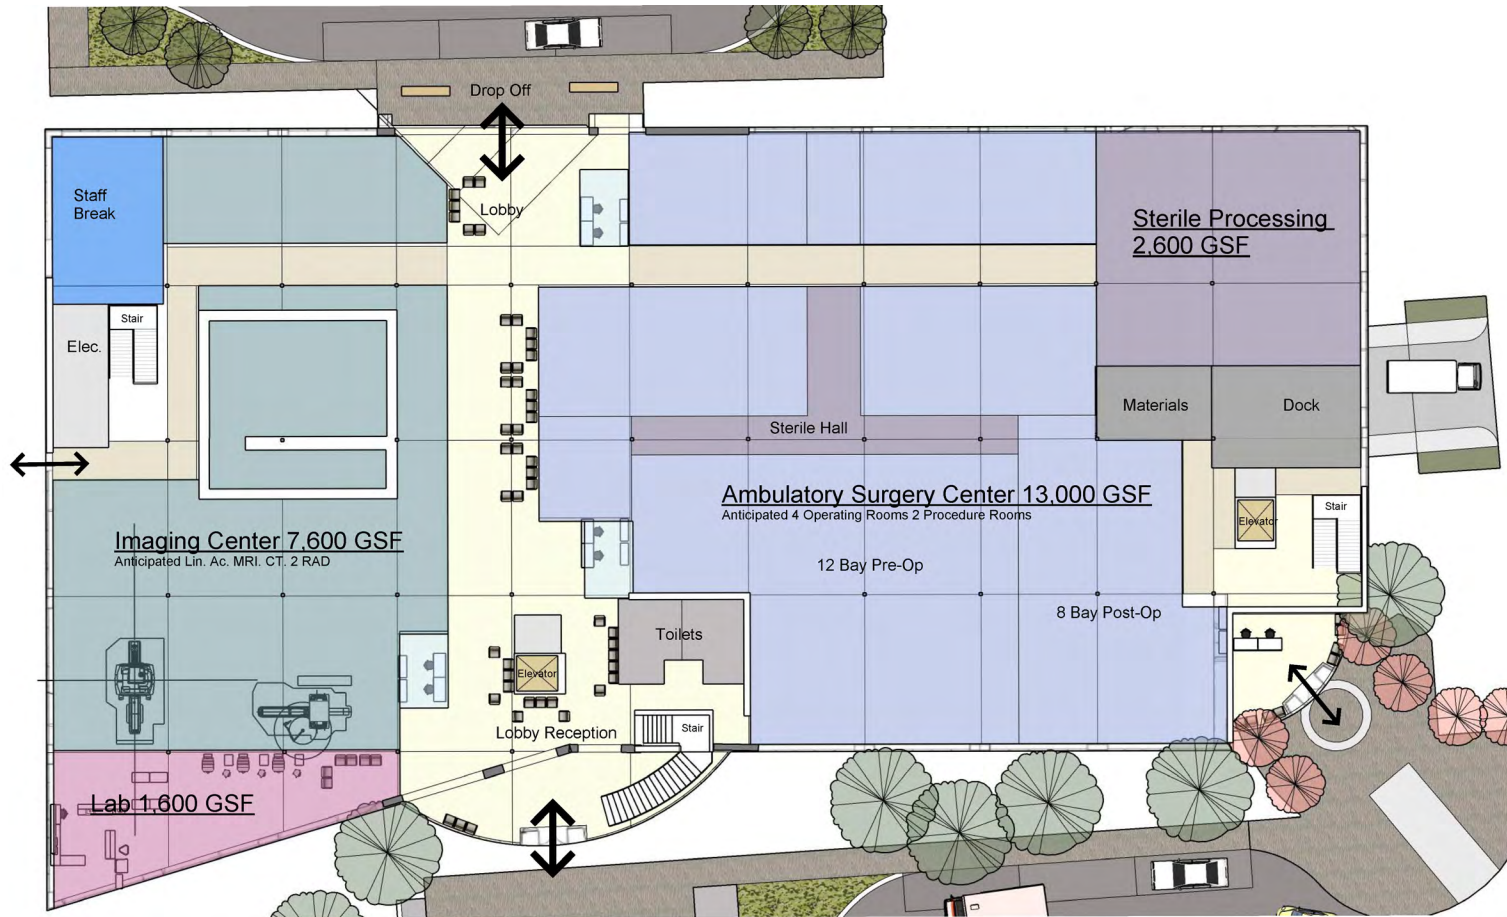 Drop Off
Staff
Break
Lobby
Sterile Processing
2,600 GSF
Stair
Elec.
Materials
Dock
Sterile Hall
Ambulatory Surgery Center 13,000 GSF
Anticipated 4 Operating Rooms 2 Procedure Rooms
Elevator
Stair
Imaging Center 7,600 GSF
Anticipated Lin. Ac. MRI. CT. 2 RAD
12 Bay Pre-Op
8 Bay Post-Op
Toilets
Elevator
Lobby Reception
Stair
Lab 1,600 GSF